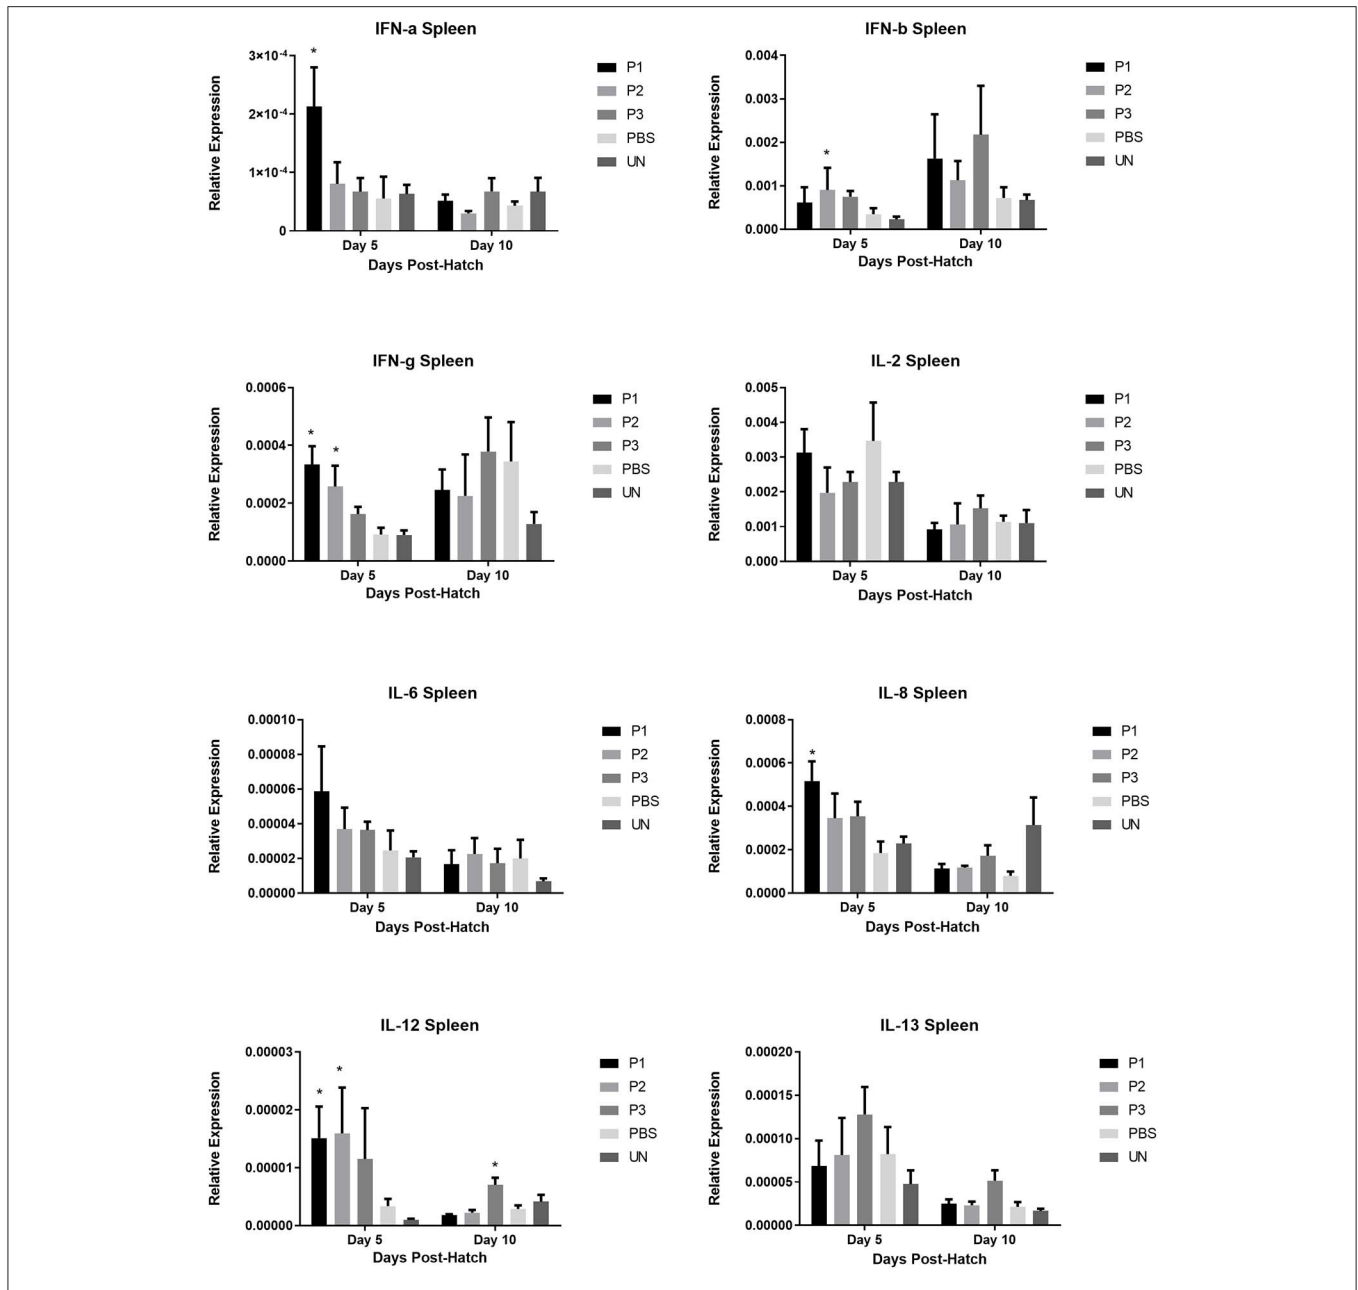 IFN-a Spleen
Relative Expression
3×10⁻⁴
2×10⁻⁴
1×10⁻⁴
0
*
Day 5
Day 10
Days Post-Hatch
P1
P2
P3
PBS
UN
IFN-b Spleen
Relative Expression
0.004
0.003
0.002
0.001
0.000
*
Day 5
Day 10
Days Post-Hatch
P1
P2
P3
PBS
UN
IFN-g Spleen
Relative Expression
0.0006
0.0004
0.0002
0.0000
*
*
Day 5
Day 10
Days Post-Hatch
P1
P2
P3
PBS
UN
IL-2 Spleen
Relative Expression
0.005
0.004
0.003
0.002
0.001
0.000
Day 5
Day 10
Days Post-Hatch
P1
P2
P3
PBS
UN
IL-6 Spleen
Relative Expression
0.00010
0.00008
0.00006
0.00004
0.00002
0.00000
Day 5
Day 10
Days Post-Hatch
P1
P2
P3
PBS
UN
IL-8 Spleen
Relative Expression
0.0008
0.0006
0.0004
0.0002
0.0000
*
Day 5
Day 10
Days Post-Hatch
P1
P2
P3
PBS
UN
IL-12 Spleen
Relative Expression
0.00003
0.00002
0.00001
0.00000
*
*
*
Day 5
Day 10
Days Post-Hatch
P1
P2
P3
PBS
UN
IL-13 Spleen
Relative Expression
0.00020
0.00015
0.00010
0.00005
0.00000
Day 5
Day 10
Days Post-Hatch
P1
P2
P3
PBS
UN